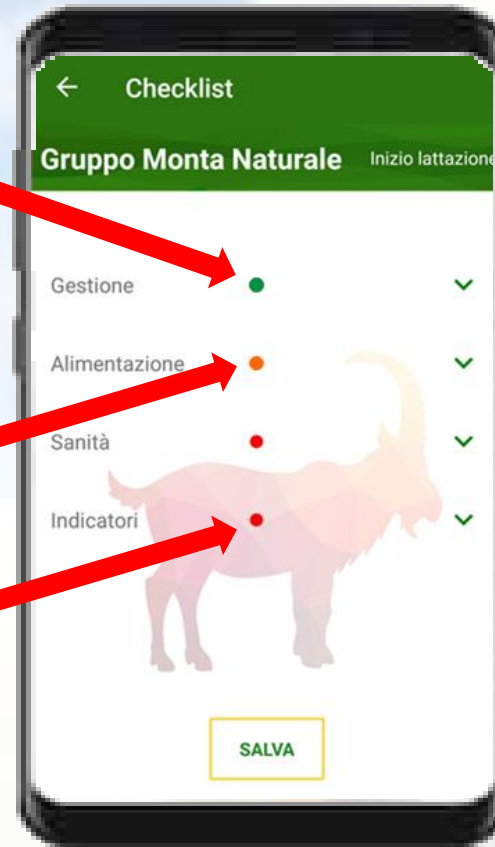 Checklist
Gruppo Monta Naturale Inizio lattazione
Gestione
Alimentazione
Sanità
Indicatori
SALVA